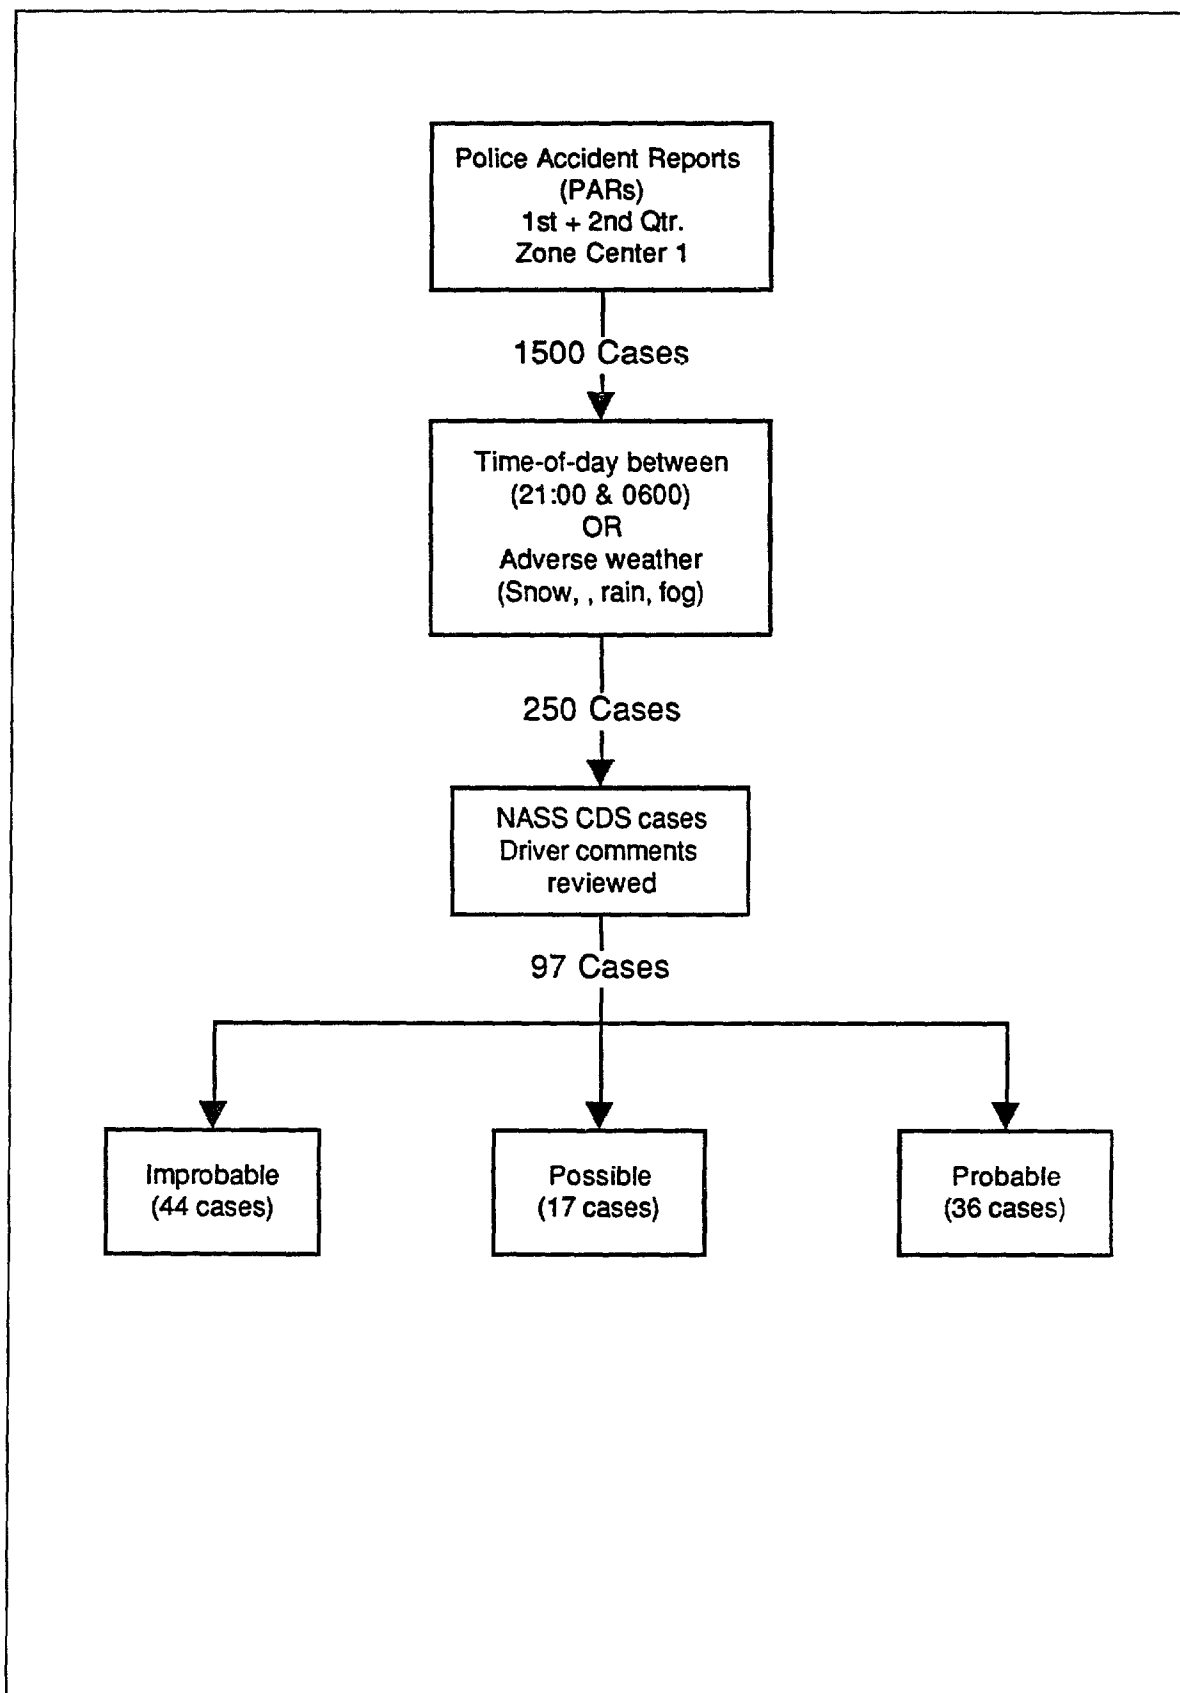 Police Accident Reports
(PARs)
1st + 2nd Qtr.
Zone Center 1
1500 Cases
Time-of-day between
(21:00 & 0600)
OR
Adverse weather
(Snow, , rain, fog)
250 Cases
NASS CDS cases
Driver comments
reviewed
97 Cases
Improbable
(44 cases)
Possible
(17 cases)
Probable
(36 cases)